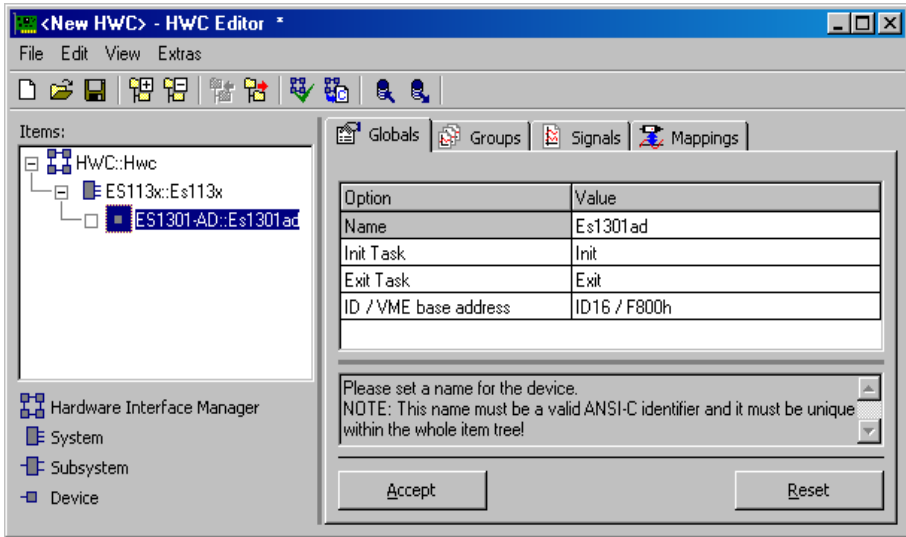 <New HWC> - HWC Editor *
File Edit View Extras
Items:
HWC::Hwc
ES113x::Es113x
ES1301-AD::Es1301ad
Hardware Interface Manager
System
Subsystem
Device
Globals Groups Signals Mappings
Option Value
Name Es1301ad
Init Task Init
Exit Task Exit
ID / VME base address ID16 / F800h
Please set a name for the device.
NOTE: This name must be a valid ANSI-C identifier and it must be unique
within the whole item tree!
Accept Reset